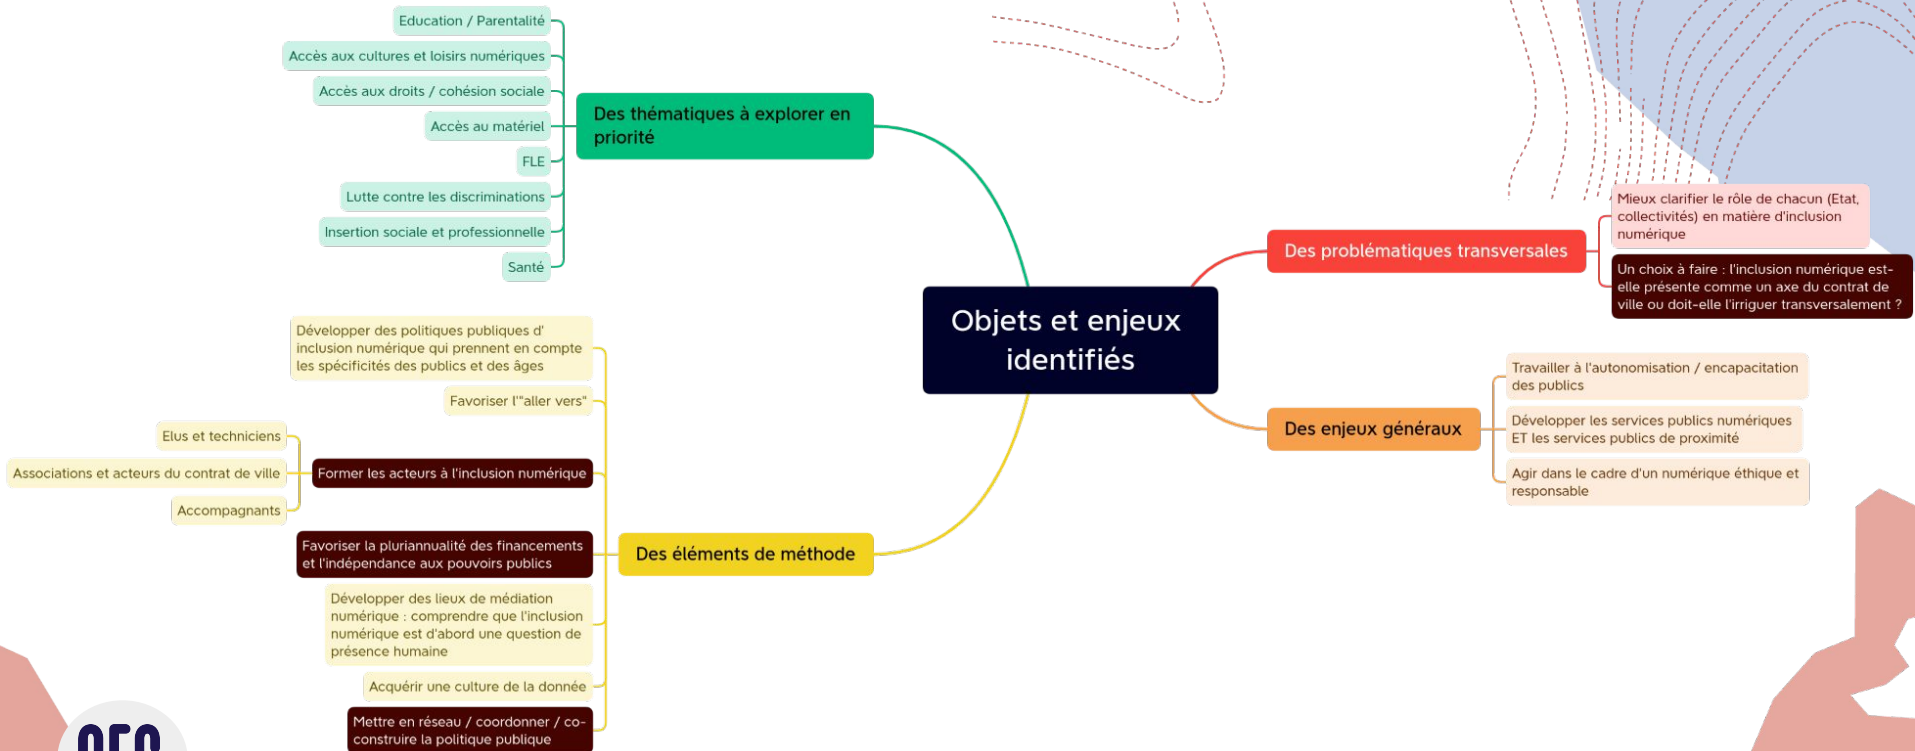 Education / Parentalité
Accès aux cultures et loisirs numériques
Accès aux droits / cohésion sociale
Accès au matériel
FLE
Lutte contre les discriminations
Insertion sociale et professionnelle
Santé
Des thématiques à explorer en
priorité
Développer des politiques publiques d'
inclusion numérique qui prennent en compte
les spécificités des publics et des âges
Favoriser l'"aller vers"
Elus et techniciens
Associations et acteurs du contrat de ville
Accompagnants
Former les acteurs à l'inclusion numérique
Favoriser la pluriannualité des financements
et l'indépendance aux pouvoirs publics
Développer des lieux de médiation
numérique : comprendre que l'inclusion
numérique est d'abord une question de
présence humaine
Acquérir une culture de la donnée
Mettre en réseau / coordonner / co-
construire la politique publique
Des éléments de méthode
Objets et enjeux
identifiés
Des problématiques transversales
Mieux clarifier le rôle de chacun (Etat,
collectivités) en matière d'inclusion
numérique
Un choix à faire : l'inclusion numérique est-
elle présente comme un axe du contrat de
ville ou doit-elle l'irriguer transversalement ?
Des enjeux généraux
Travailler à l'autonomisation / encapacitation
des publics
Développer les services publics numériques
ET les services publics de proximité
Agir dans le cadre d'un numérique éthique et
responsable